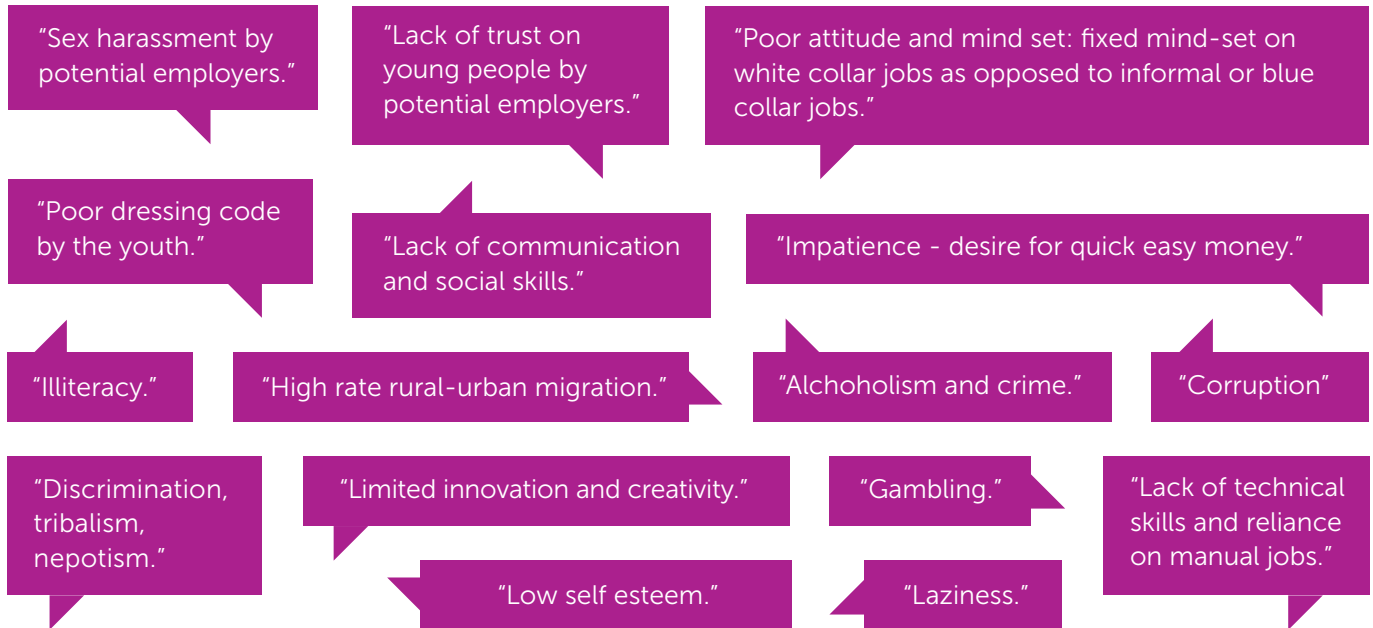 “Sex harassment by
potential employers.”
“Lack of trust on
young people by
potential employers.”
“Poor attitude and mind set: fixed mind-set on
white collar jobs as opposed to informal or blue
collar jobs.”
“Poor dressing code
by the youth.”
“Lack of communication
and social skills.”
“Impatience - desire for quick easy money.”
“Illiteracy.”
“High rate rural-urban migration.”
“Alchoholism and crime.”
“Corruption”
“Discrimination,
tribalism,
nepotism.”
“Limited innovation and creativity.”
“Gambling.”
“Lack of technical
skills and reliance
on manual jobs.”
“Low self esteem.”
“Laziness.”